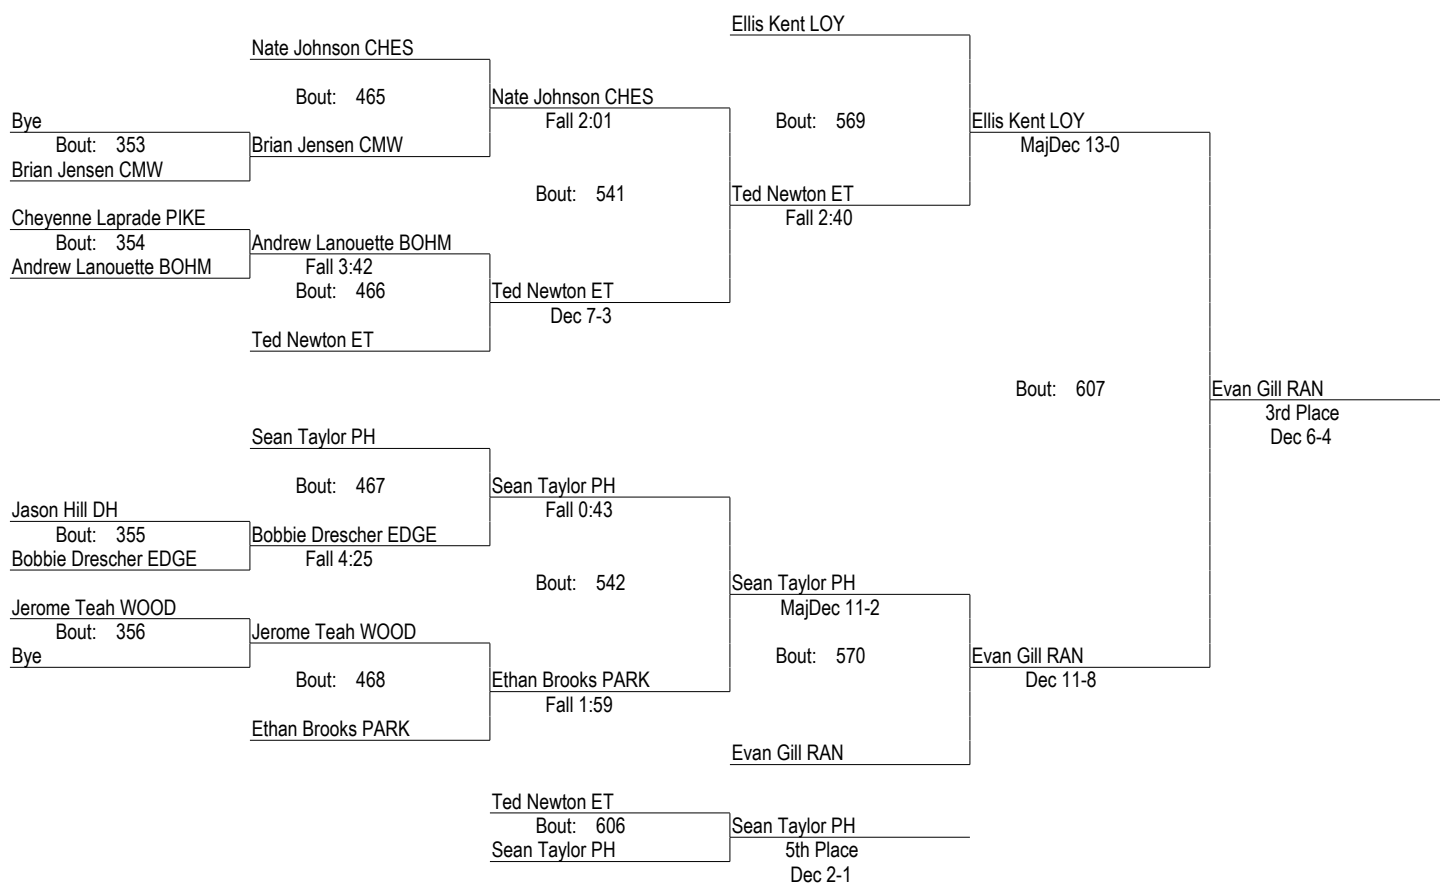 Ellis Kent LOY
Nate Johnson CHES
Bout: 465
Nate Johnson CHES
Fall 2:01
Bye
Bout: 353
Brian Jensen CMW
Brian Jensen CMW
Bout: 569
Ellis Kent LOY
MajDec 13-0
Bout: 541
Ted Newton ET
Fall 2:40
Cheyenne Laprade PIKE
Bout: 354
Andrew Lanouette BOHM
Andrew Lanouette BOHM
Fall 3:42
Bout: 466
Ted Newton ET
Dec 7-3
Ted Newton ET
Bout: 607
Evan Gill RAN
3rd Place
Dec 6-4
Sean Taylor PH
Bout: 467
Sean Taylor PH
Fall 0:43
Jason Hill DH
Bout: 355
Bobbie Drescher EDGE
Bobbie Drescher EDGE
Fall 4:25
Bout: 542
Sean Taylor PH
MajDec 11-2
Jerome Teah WOOD
Bout: 356
Bye
Jerome Teah WOOD
Bout: 468
Ethan Brooks PARK
Fall 1:59
Ethan Brooks PARK
Bout: 570
Evan Gill RAN
Dec 11-8
Evan Gill RAN
Ted Newton ET
Bout: 606
Sean Taylor PH
Sean Taylor PH
5th Place
Dec 2-1